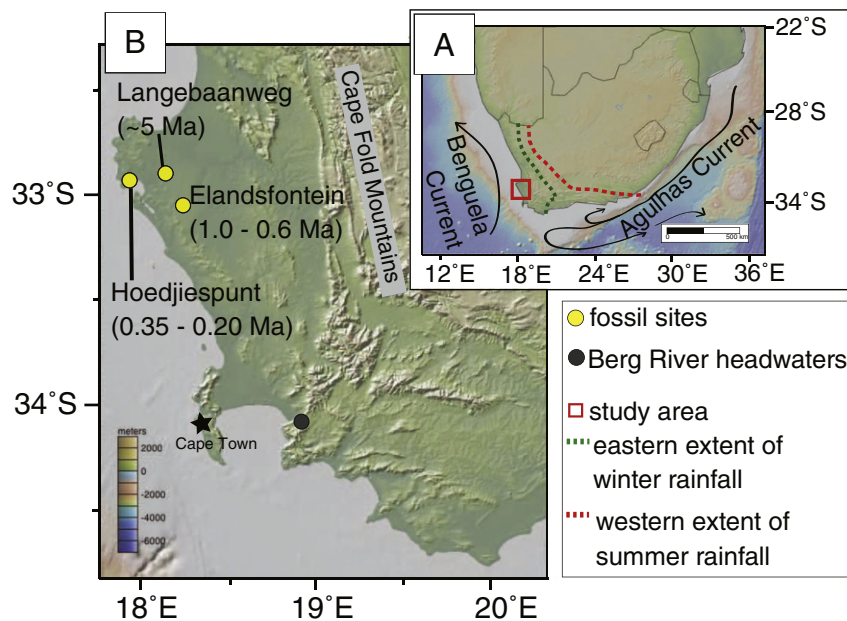 B
Langebaanweg
(~5 Ma)
Elandsfontein
(1.0 - 0.6 Ma)
Hoedjiespunt
(0.35 - 0.20 Ma)
Cape Fold Mountains
Cape Town
33°S
34°S
18°E
19°E
20°E
meters
2000
0
-2000
-4000
-6000
A
22°S
28°S
34°S
12°E
18°E
24°E
30°E
36°E
Benguela
Current
Agulhas Current
0
500 km
fossil sites
Berg River headwaters
study area
eastern extent of
winter rainfall
western extent of
summer rainfall